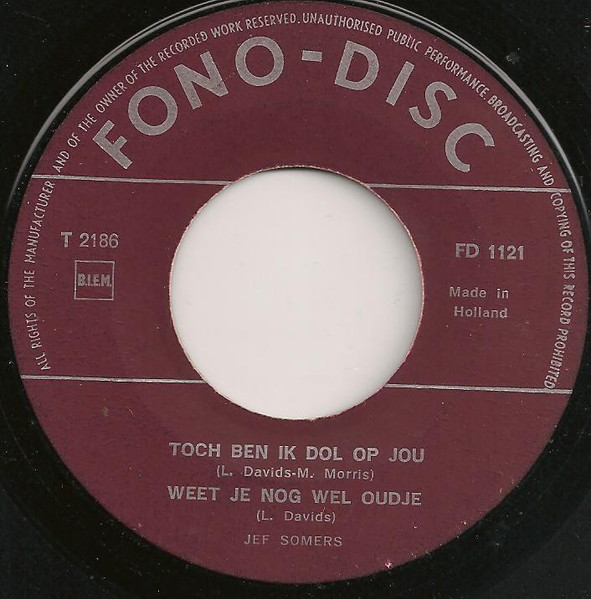 ALL RIGHTS OF THE MANUFACTURER AND OF THE OWNER OF THE RECORDED WORK RESERVED. UNAUTHORISED PUBLIC PERFORMANCE. BROADCASTING AND COPYING OF THIS RECORD PROHIBITED
FONO-DISC
T 2186
B.I.E.M.
FD 1121
Made in
Holland
TOCH BEN IK DOL OP JOU
(L. Davids-M. Morris)
WEET JE NOG WEL OUDJE
(L. Davids)
JEF SOMERS